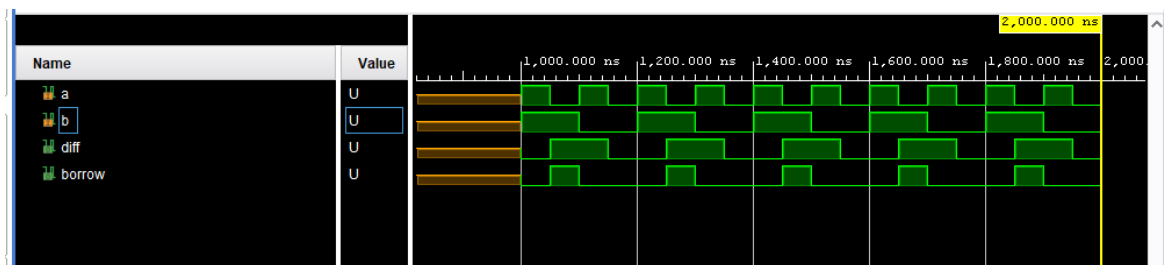 2,000.000 ns
Name Value
1,000.000 ns 1,200.000 ns 1,400.000 ns 1,600.000 ns 1,800.000 ns 2,000.
a U
b U
diff U
borrow U